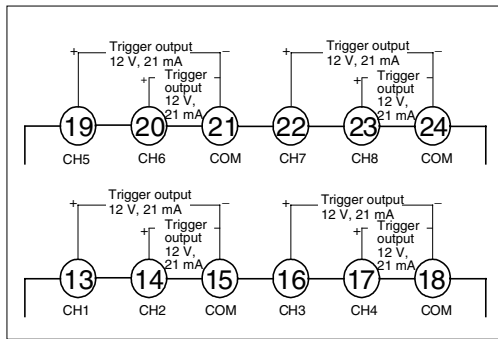 + Trigger output − + Trigger output −
12 V, 21 mA 12 V, 21 mA
+ Trigger + Trigger
output output
12 V, 12 V,
21 mA 21 mA
19 20 21 22 23 24
CH5 CH6 COM CH7 CH8 COM
+ Trigger output − + Trigger output −
12 V, 21 mA 12 V, 21 mA
+ Trigger + Trigger
output output
12 V, 12 V,
21 mA 21 mA
13 14 15 16 17 18
CH1 CH2 COM CH3 CH4 COM